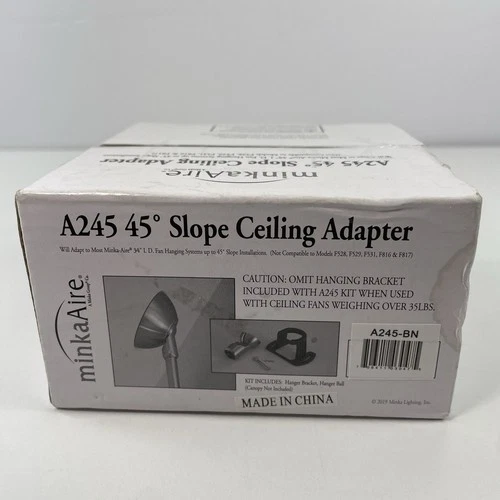 A245 45° Slope Ceiling Adapter
minkaAire®
A245 45° Slope Ceiling Adapter
Will Adapt to Most Minka-Aire® 3/4" I. D. Fan Hanging Systems up to 45° Slope Installations. (Not Compatible to Models F528, F529, F531, F816 & F817)
minkaAire®
CAUTION: OMIT HANGING BRACKET
INCLUDED WITH A245 KIT WHEN USED
WITH CEILING FANS WEIGHING OVER 35LBS.
A245-BN
KIT INCLUDES: Hanger Bracket, Hanger Ball
(Canopy Not Included)
MADE IN CHINA
© 2019 Minka Lighting, Inc.